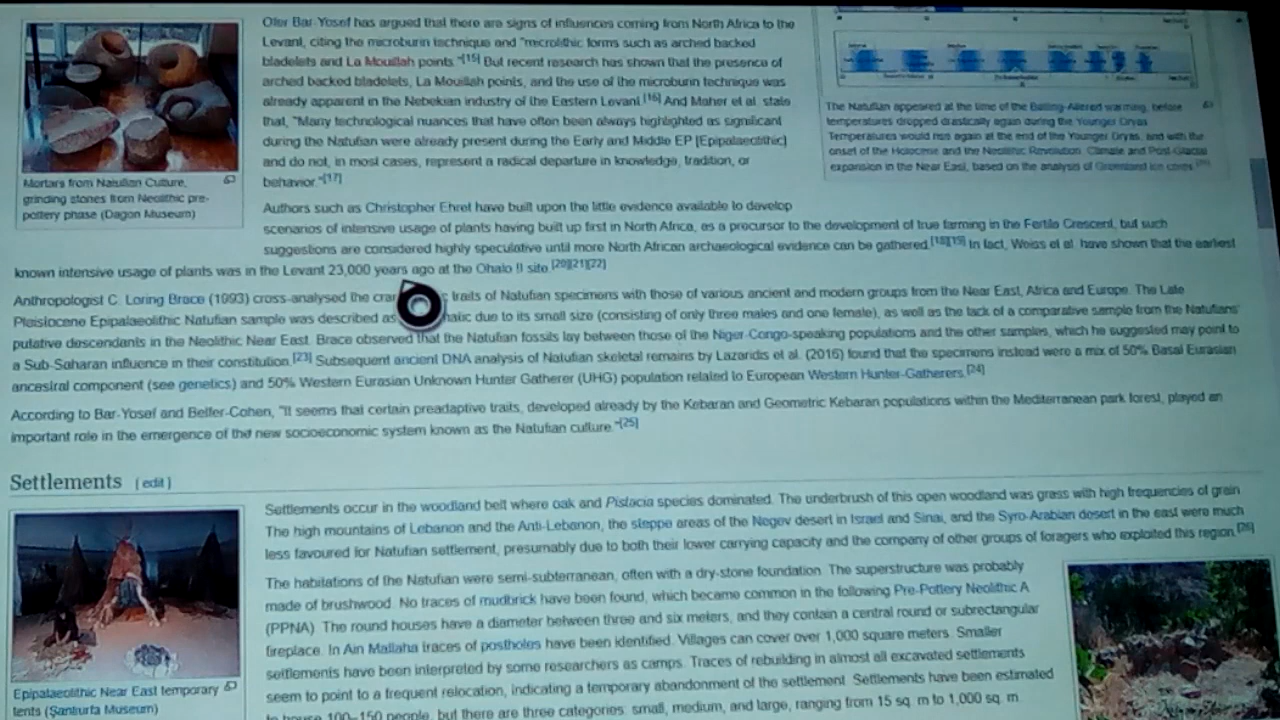 Ofer Bar-Yosef has argued that there are signs of influences coming from North Africa to the
Levant, citing the microburin technique and "microlithic forms such as arched backed
bladelets and La Mouillah points."[15] But recent research has shown that the presence of
arched backed bladelets, La Mouillah points, and the use of the microburin technique was
already apparent in the Nebekian industry of the Eastern Levant.[16] And Maher et al. state
that, "Many technological nuances that have often been always highlighted as significant
during the Natufian were already present during the Early and Middle EP [Epipalaeolithic]
and do not, in most cases, represent a radical departure in knowledge, tradition, or
behavior."[17]
Mortars from Natufian Culture,
grinding stones from Neolithic pre-
pottery phase (Dagon Museum)
The Natufian appeared at the time of the Bølling-Allerød warming, before
temperatures dropped drastically again during the Younger Dryas.
Temperatures would rise again at the end of the Younger Dryas, and with the
onset of the Holocene and the Neolithic Revolution. Climate and Post-Glacial
expansion in the Near East, based on the analysis of Greenland ice cores.
Authors such as Christopher Ehret have built upon the little evidence available to develop
scenarios of intensive usage of plants having built up first in North Africa, as a precursor to the development of true farming in the Fertile Crescent, but such
suggestions are considered highly speculative until more North African archaeological evidence can be gathered.[18][19] In fact, Weiss et al. have shown that the earliest
known intensive usage of plants was in the Levant 23,000 years ago at the Ohalo II site.[20][21][22]
Anthropologist C. Loring Brace (1993) cross-analysed the traits of Natufian specimens with those of various ancient and modern groups from the Near East, Africa and Europe. The Late
Pleistocene Epipalaeolithic Natufian sample was described as due to its small size (consisting of only three males and one female), as well as the lack of a comparative sample from the Natufians'
putative descendants in the Neolithic Near East. Brace observed that the Natufian fossils lay between those of the Niger-Congo-speaking populations and the other samples, which he suggested may point to
a Sub-Saharan influence in their constitution.[23] Subsequent ancient DNA analysis of Natufian skeletal remains by Lazaridis et al. (2016) found that the specimens instead were a mix of 50% Basal Eurasian
ancestral component (see genetics) and 50% Western Eurasian Unknown Hunter Gatherer (UHG) population related to European Western Hunter-Gatherers.[24]
According to Bar-Yosef and Belfer-Cohen, "It seems that certain preadaptive traits, developed already by the Kebaran and Geometric Kebaran populations within the Mediterranean park forest, played an
important role in the emergence of the new socioeconomic system known as the Natufian culture."[25]
Settlements [edit]
Settlements occur in the woodland belt where oak and Pistacia species dominated. The underbrush of this open woodland was grass with high frequencies of grain
The high mountains of Lebanon and the Anti-Lebanon, the steppe areas of the Negev desert in Israel and Sinai, and the Syro-Arabian desert in the east were much
less favoured for Natufian settlement, presumably due to both their lower carrying capacity and the company of other groups of foragers who exploited this region.[26]
The habitations of the Natufian were semi-subterranean, often with a dry-stone foundation. The superstructure was probably
made of brushwood. No traces of mudbrick have been found, which became common in the following Pre-Pottery Neolithic A
(PPNA). The round houses have a diameter between three and six meters, and they contain a central round or subrectangular
fireplace. In Ain Mallaha traces of postholes have been identified. Villages can cover over 1,000 square meters. Smaller
settlements have been interpreted by some researchers as camps. Traces of rebuilding in almost all excavated settlements
seem to point to a frequent relocation, indicating a temporary abandonment of the settlement. Settlements have been estimated
to house 100–150 people, but there are three categories: small, medium, and large, ranging from 15 sq. m to 1,000 sq. m
Epipalaeolithic Near East temporary
tents (Santurta Museum)